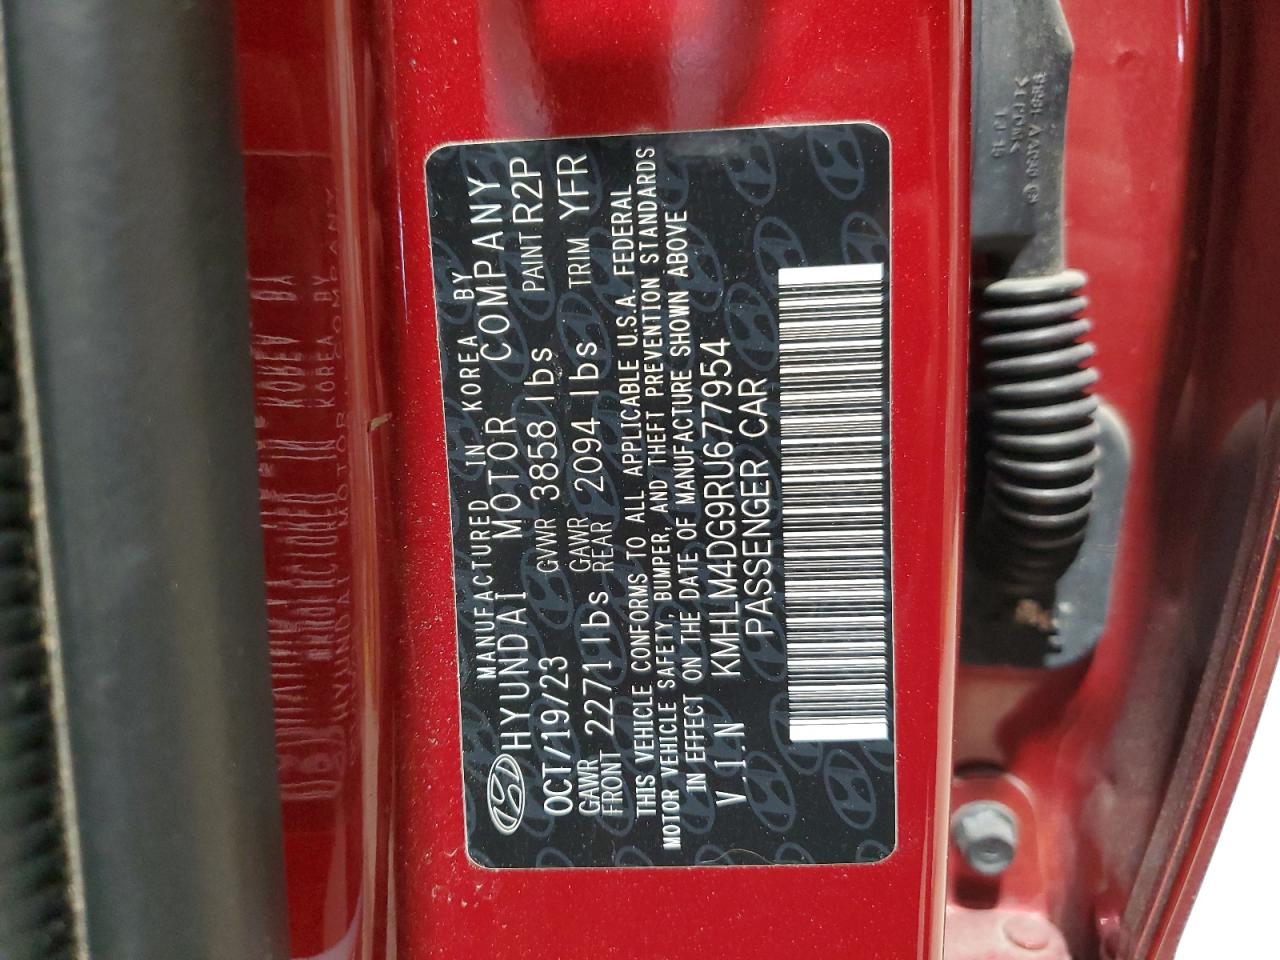 MANUFACTURED IN KOREA BY
HYUNDAI MOTOR COMPANY
OCT/19/23 GVWR 3858 lbs PAINT R2P
GAWR FRONT 2271 lbs GAWR REAR 2094 lbs TRIM YFR
THIS VEHICLE CONFORMS TO ALL APPLICABLE U.S.A. FEDERAL
MOTOR VEHICLE SAFETY, BUMPER, AND THEFT PREVENTION STANDARDS
IN EFFECT ON THE DATE OF MANUFACTURE SHOWN ABOVE
V.I.N KMHLM4DG9RU677954
PASSENGER CAR